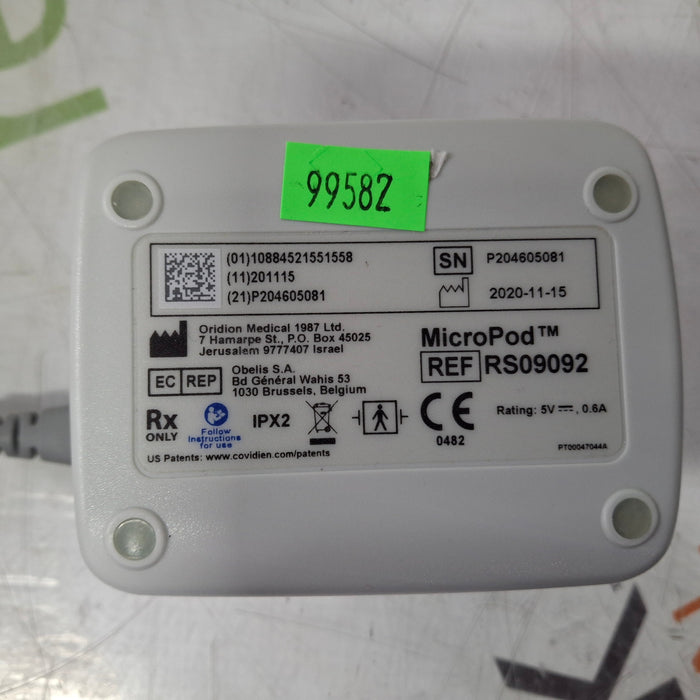 99582
(01)10884521551558
(11)201115
(21)P204605081
SN P204605081
2020-11-15
Oridion Medical 1987 Ltd.
7 Hamarpe St., P.O. Box 45025
Jerusalem 9777407 Israel
MicroPod™
REF RS09092
EC REP
Obelis S.A.
Bd Général Wahis 53
1030 Brussels, Belgium
Rx
ONLY
Follow
Instructions
for use
IPX2
CE
0482
Rating: 5V ⎓, 0.6A
US Patents: www.covidien.com/patents
PT00047044A